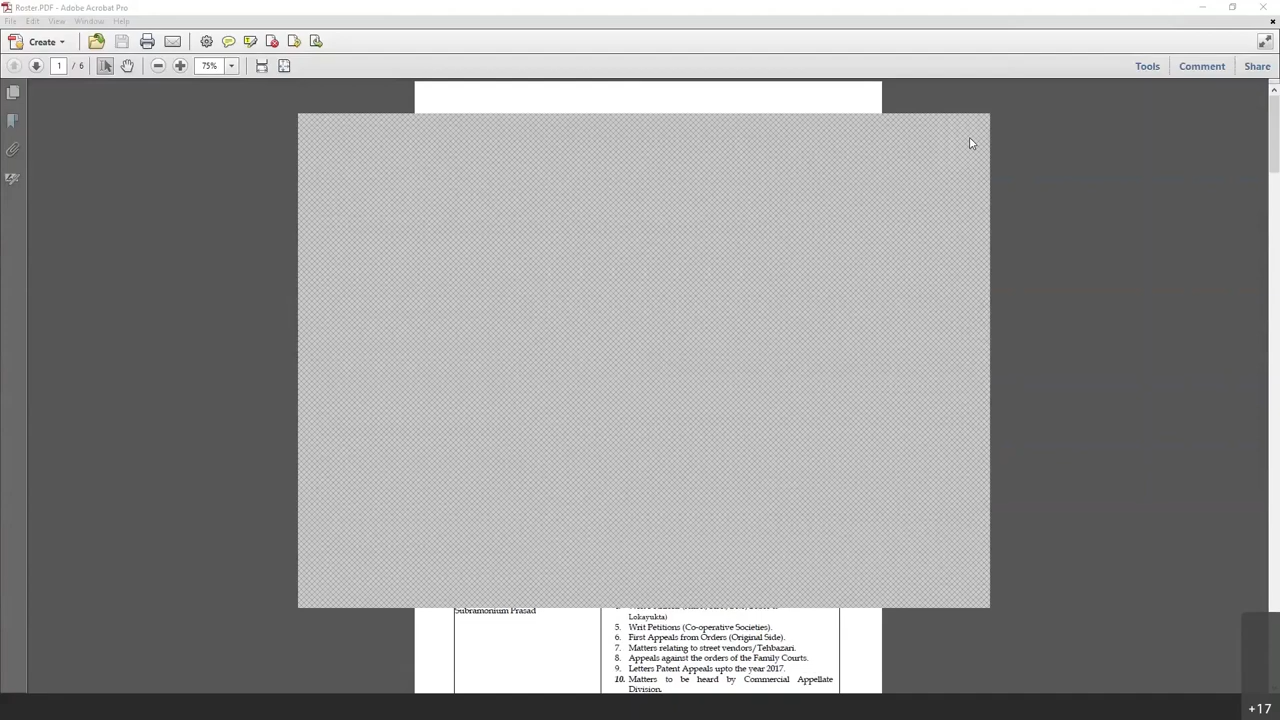 Roster.PDF - Adobe Acrobat Pro
File Edit View Window Help
Create
1 / 6 75% Tools Comment Share
Subramonium Prasad
Lokayukta)
5. Writ Petitions (Co-operative Societies).
6. First Appeals from Orders (Original Side).
7. Matters relating to street vendors/Tehbazari.
8. Appeals against the orders of the Family Courts.
9. Letters Patent Appeals upto the year 2017.
10. Matters to be heard by Commercial Appellate
Division.
+17